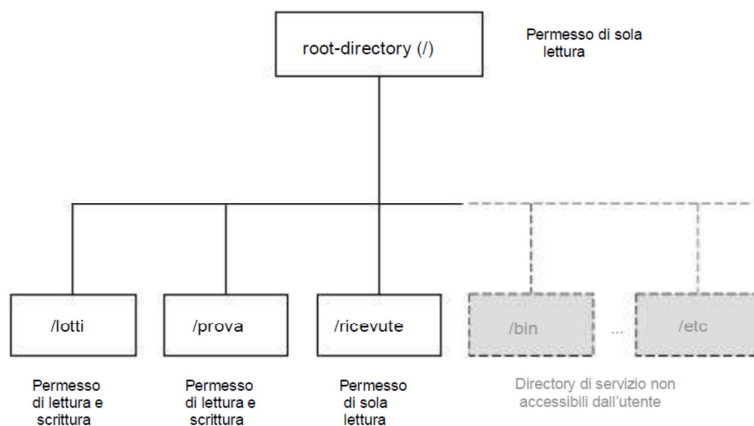 root-directory (/)
Permesso di sola
lettura
/lotti
/prova
/ricevute
/bin
...
/etc
Permesso
di lettura e
scrittura
Permesso
di lettura e
scrittura
Permesso
di sola
lettura
Directory di servizio non
accessibili dall'utente